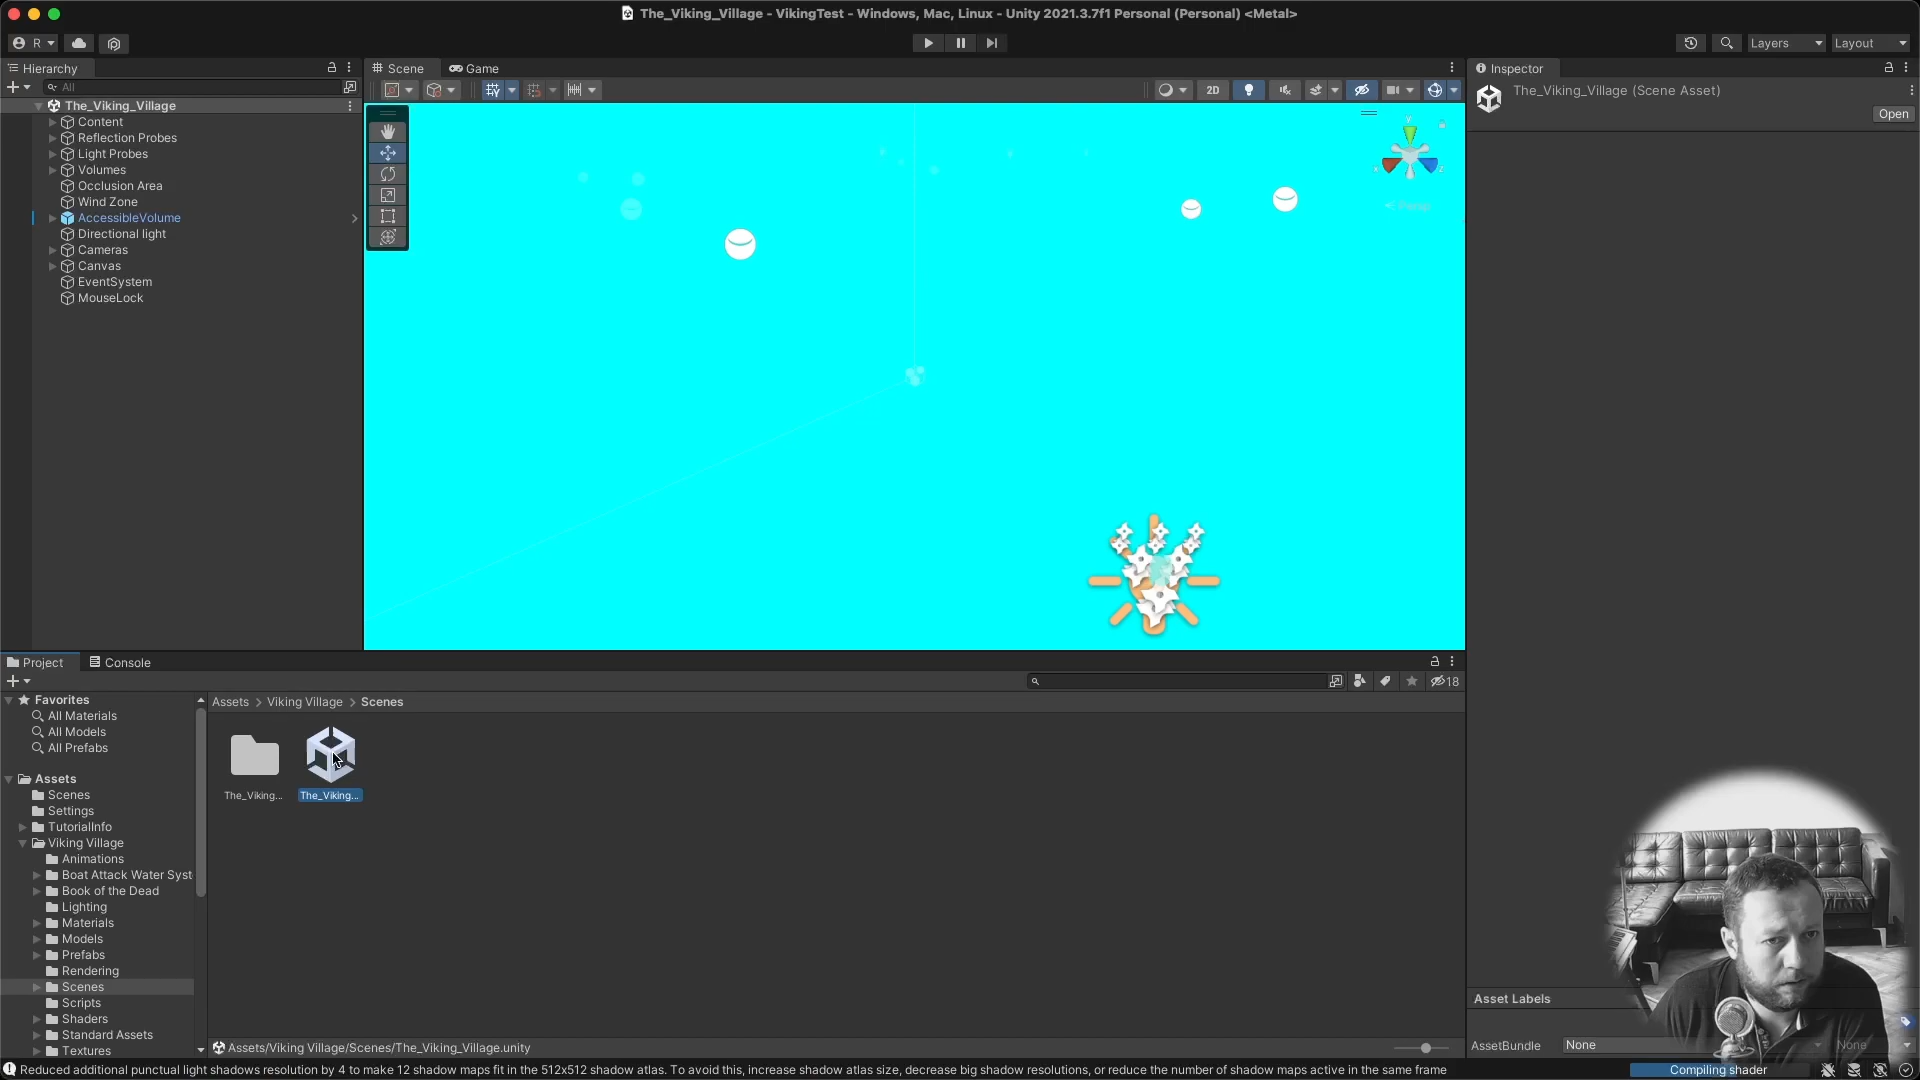 The_Viking_Village - VikingTest - Windows, Mac, Linux - Unity 2021.3.7f1 Personal (Personal) <Metal>
R
Layers
Layout
Hierarchy
All
The_Viking_Village
Content
Reflection Probes
Light Probes
Volumes
Occlusion Area
Wind Zone
AccessibleVolume
Directional light
Cameras
Canvas
EventSystem
MouseLock
Scene
Game
2D
y
x
z
Persp
Inspector
The_Viking_Village (Scene Asset)
Open
Project
Console
18
Favorites
All Materials
All Models
All Prefabs
Assets
Scenes
Settings
TutorialInfo
Viking Village
Animations
Boat Attack Water Syst
Book of the Dead
Lighting
Materials
Models
Prefabs
Rendering
Scenes
Scripts
Shaders
Standard Assets
Textures
Assets > Viking Village > Scenes
The_Viking...
The_Viking...
Assets/Viking Village/Scenes/The_Viking_Village.unity
Asset Labels
AssetBundle
None
None
Reduced additional punctual light shadows resolution by 4 to make 12 shadow maps fit in the 512x512 shadow atlas. To avoid this, increase shadow atlas size, decrease big shadow resolutions, or reduce the number of shadow maps active in the same frame
Compiling shader